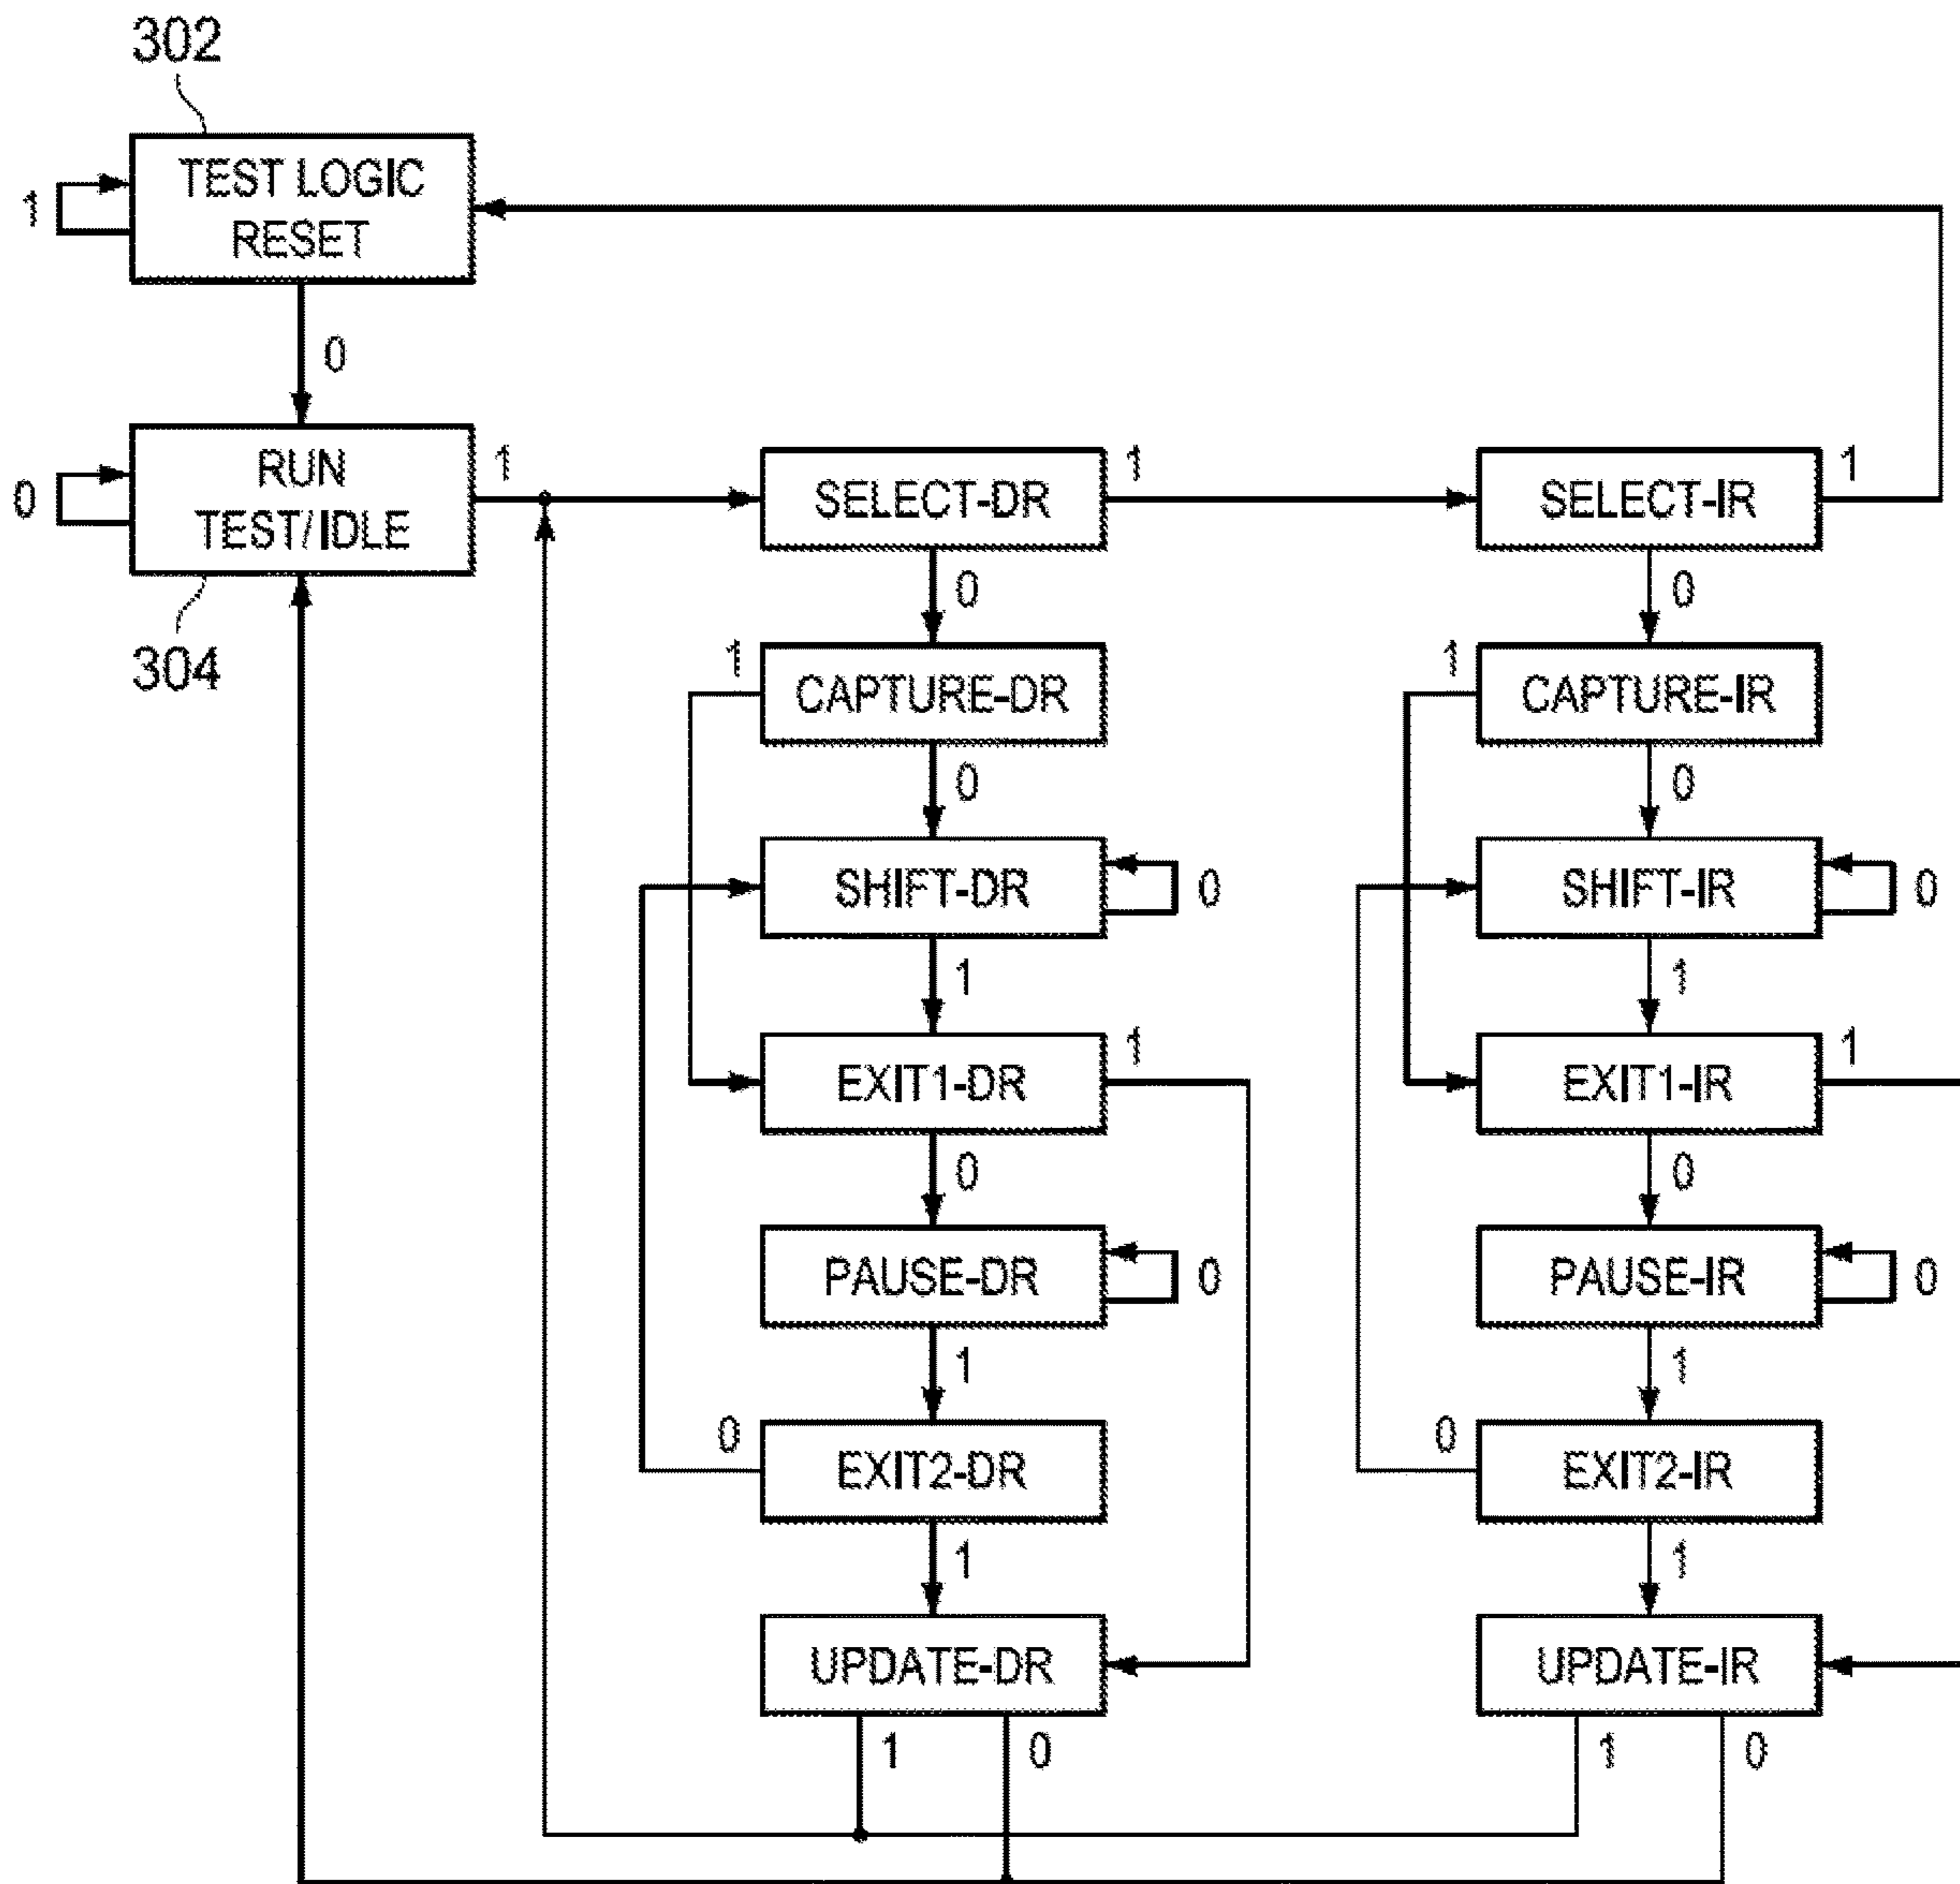 302
TEST LOGIC
RESET
1
0
RUN
TEST/IDLE
0
1
304
SELECT-DR
1
SELECT-IR
1
0
0
1
CAPTURE-DR
1
CAPTURE-IR
0
0
SHIFT-DR
0
SHIFT-IR
0
1
1
EXIT1-DR
1
EXIT1-IR
1
0
0
PAUSE-DR
0
PAUSE-IR
0
1
1
0
EXIT2-DR
0
EXIT2-IR
1
1
UPDATE-DR
UPDATE-IR
1
0
1
0